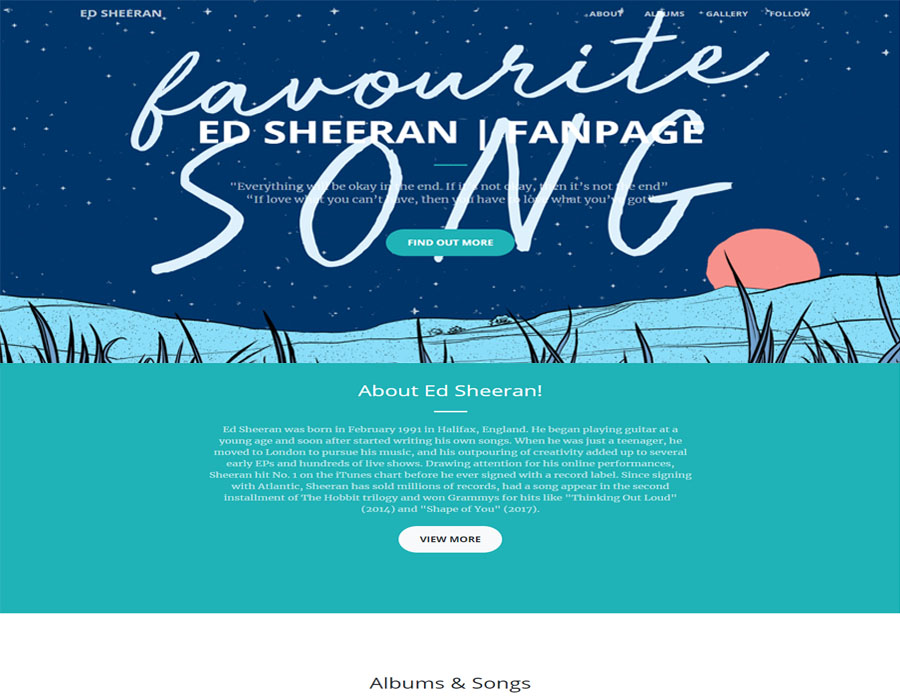 ED SHEERAN
ABOUT ALBUMS GALLERY FOLLOW
favourite
SONG
ED SHEERAN | FANPAGE
"Everything will be okay in the end. If it's not okay, then it's not the end"
"If love what you can't have, then you have to love what you've got"
FIND OUT MORE
About Ed Sheeran!
Ed Sheeran was born in February 1991 in Halifax, England. He began playing guitar at a
young age and soon after started writing his own songs. When he was just a teenager, he
moved to London to pursue his music, and his outpouring of creativity added up to several
early EPs and hundreds of live shows. Drawing attention for his online performances,
Sheeran hit No. 1 on the iTunes chart before he ever signed with a record label. Since signing
with Atlantic, Sheeran has sold millions of records, had a song appear in the second
installment of The Hobbit trilogy and won Grammys for hits like "Thinking Out Loud"
(2014) and "Shape of You" (2017).
VIEW MORE
Albums & Songs